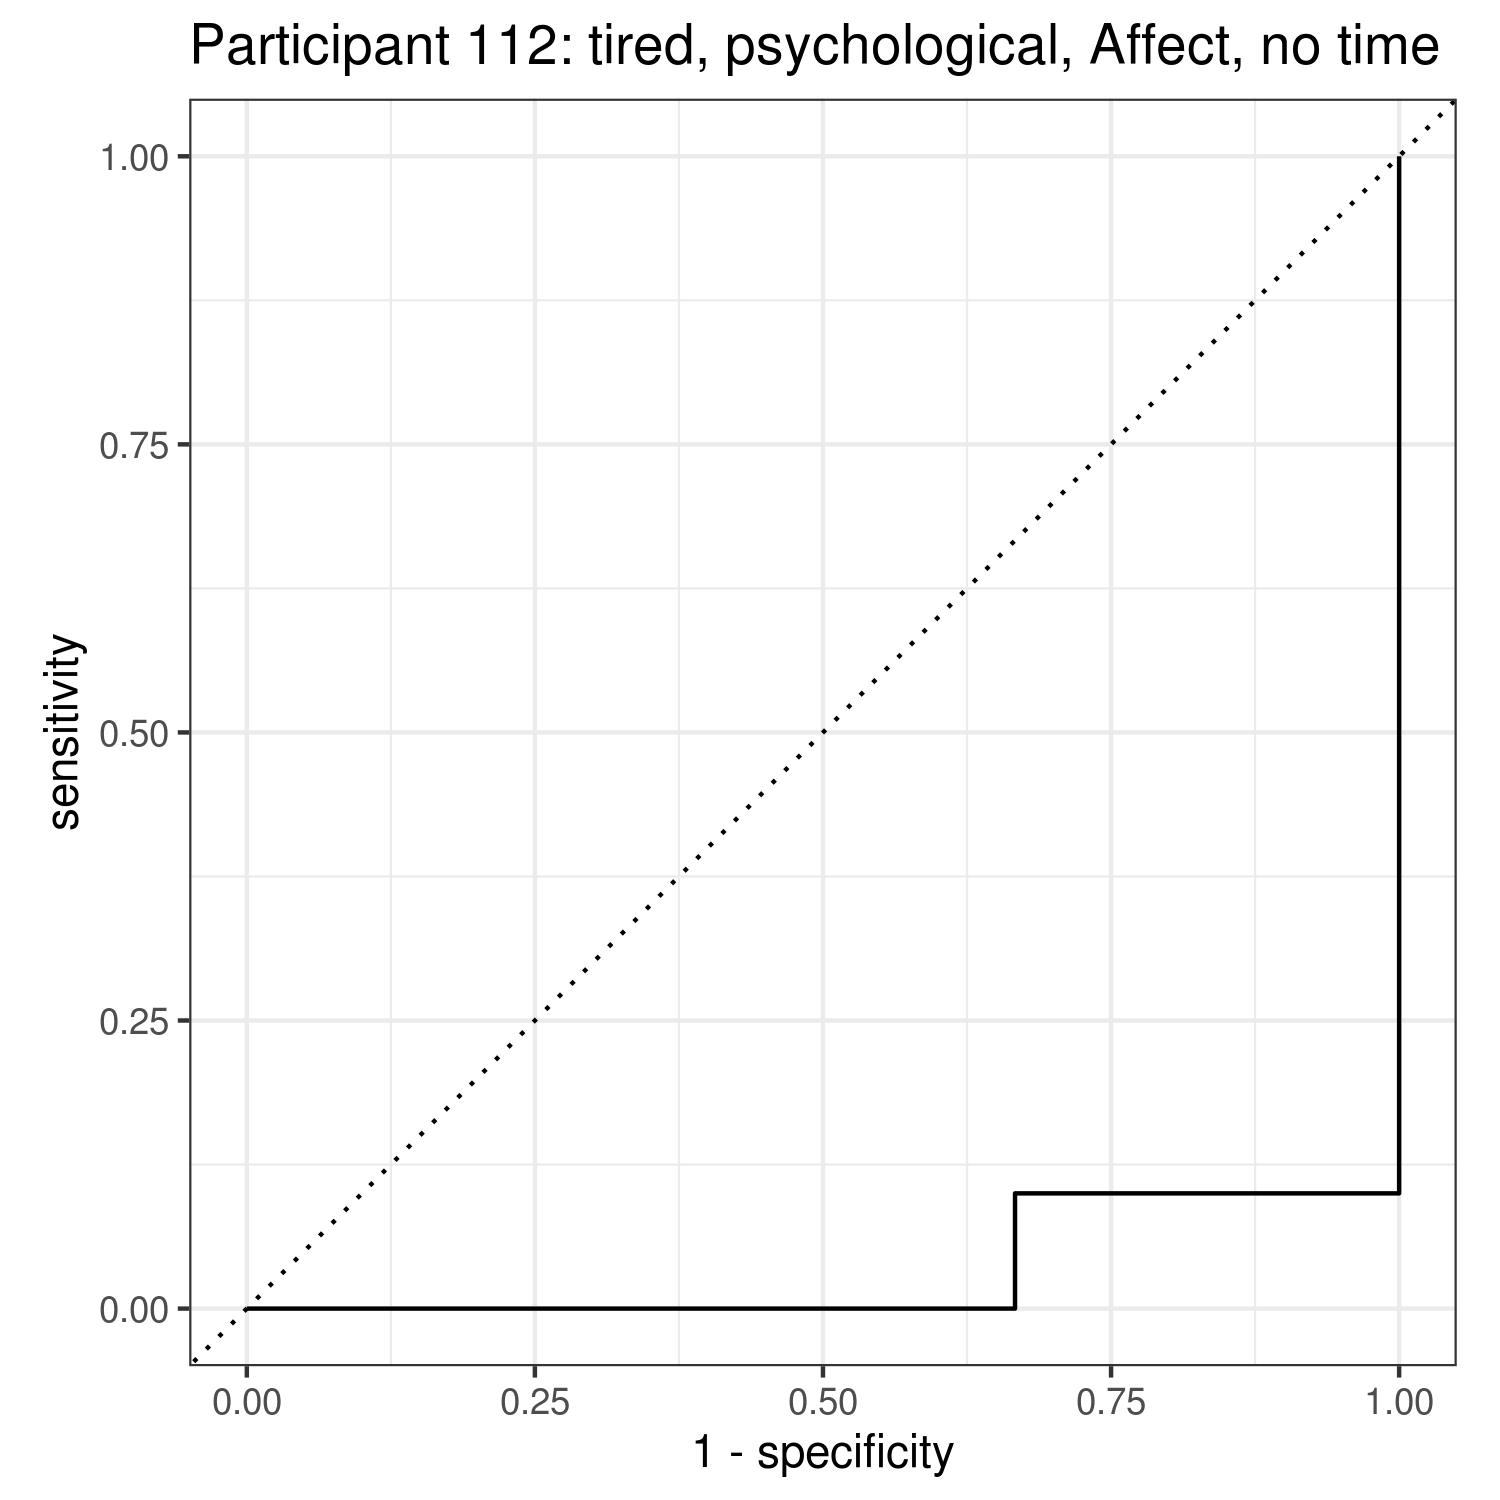 Participant 112: tired, psychological, Affect, no time
1.00
0.75
0.50
0.25
0.00
sensitivity
0.00 0.25 0.50 0.75 1.00
1 - specificity